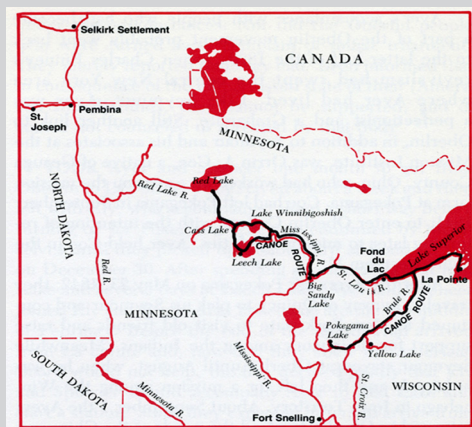 Selkirk Settlement
CANADA
Pembina
St.
Joseph
MINNESOTA
Red Lake
Red Lake R.
NORTH DAKOTA
Lake Winnibigoshish
Cass Lake
Mississippi R.
CANOE
ROUTE
Leech Lake
Fond
du
Lac
Lake Superior
Red R.
St. Louis R.
La Pointe
Big
Sandy
Lake
Brule R.
CANOE ROUTE
MINNESOTA
Pokegama
Lake
Yellow Lake
SOUTH DAKOTA
Mississippi R.
Minnesota R.
St. Croix R.
WISCONSIN
Fort Snelling